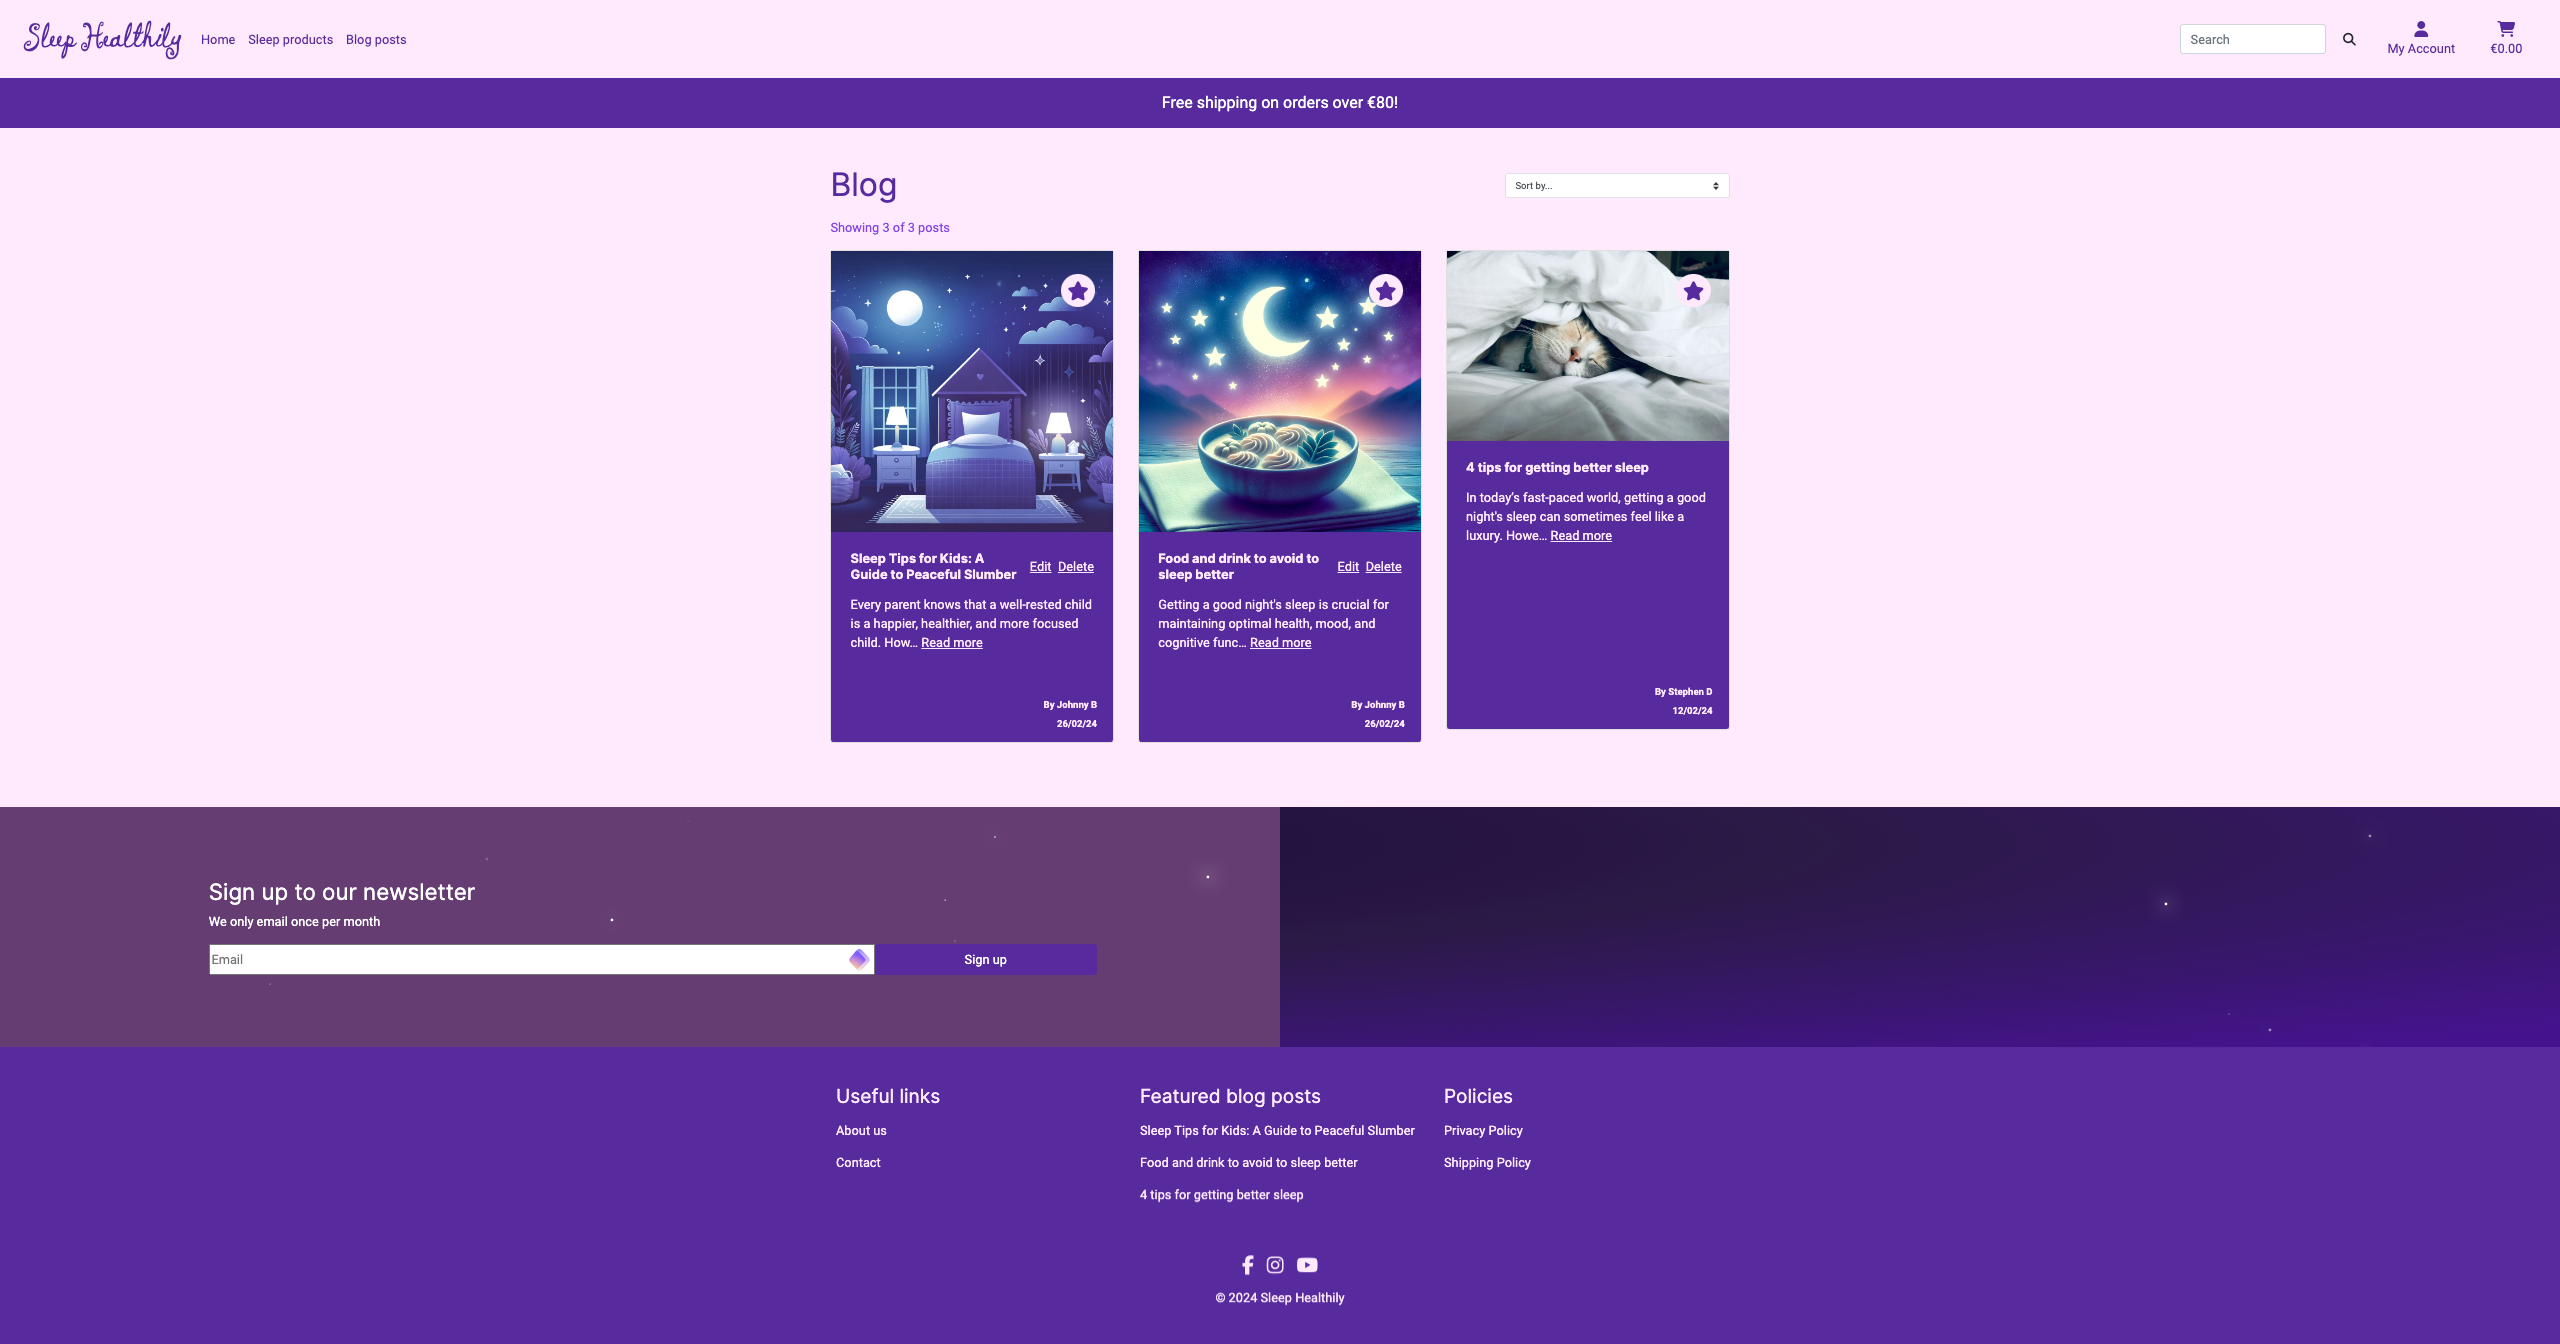 Sleep Healthily
Home Sleep products Blog posts
Search
My Account
€0.00
Free shipping on orders over €80!
Blog
Sort by...
Showing 3 of 3 posts
Sleep Tips for Kids: A
Guide to Peaceful Slumber
Edit Delete
Every parent knows that a well-rested child
is a happier, healthier, and more focused
child. How… Read more
By Johnny B
26/02/24
Food and drink to avoid to
sleep better
Edit Delete
Getting a good night's sleep is crucial for
maintaining optimal health, mood, and
cognitive func… Read more
By Johnny B
26/02/24
4 tips for getting better sleep
In today’s fast-paced world, getting a good
night's sleep can sometimes feel like a
luxury. Howe… Read more
By Stephen D
12/02/24
Sign up to our newsletter
We only email once per month
Email
Sign up
Useful links
About us
Contact
Featured blog posts
Sleep Tips for Kids: A Guide to Peaceful Slumber
Food and drink to avoid to sleep better
4 tips for getting better sleep
Policies
Privacy Policy
Shipping Policy
© 2024 Sleep Healthily